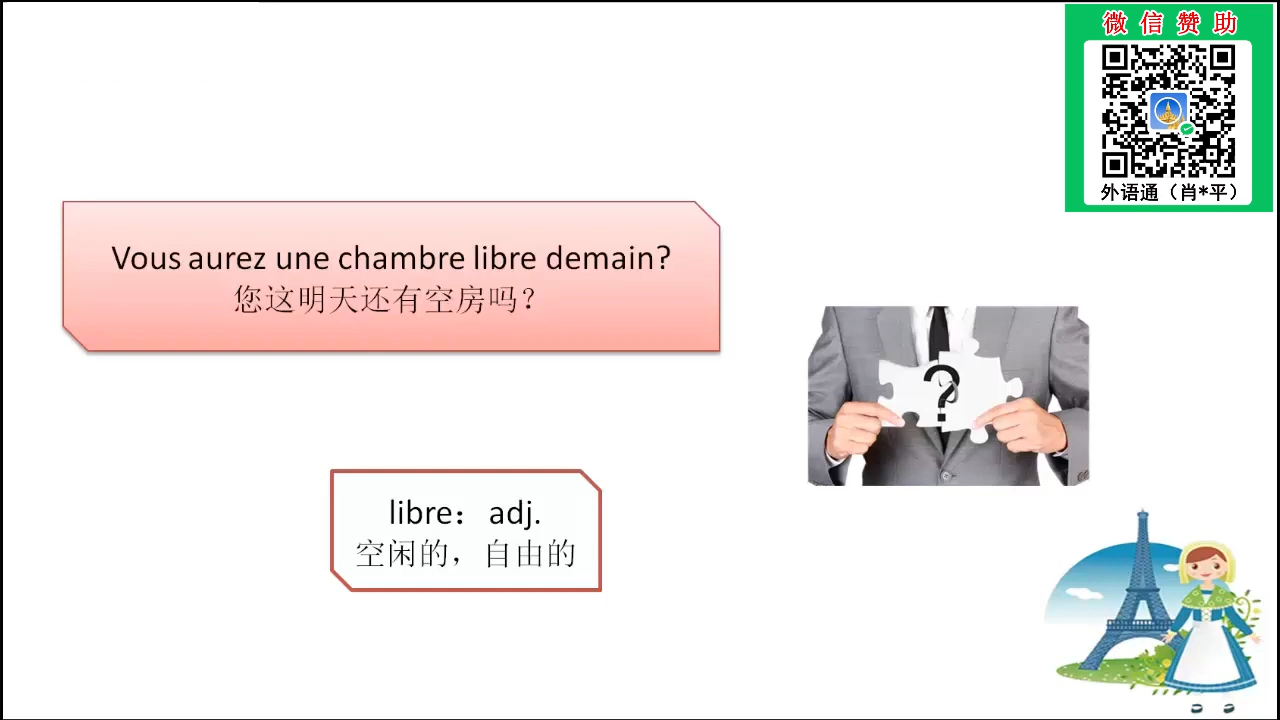 微信赞助
外语通（肖*平）
Vous aurez une chambre libre demain?
您这明天还有空房吗？
libre：adj.
空闲的，自由的
?